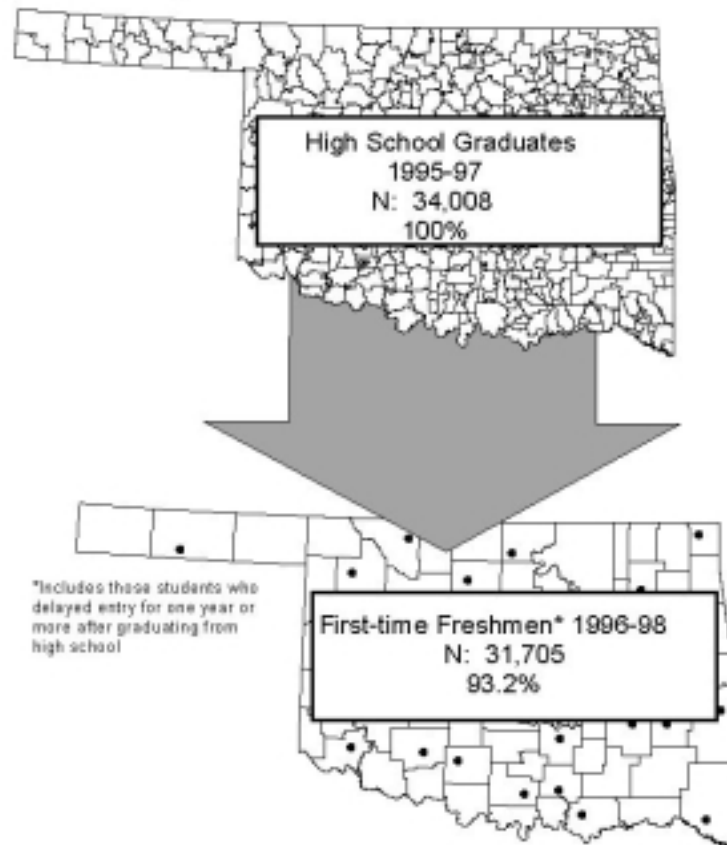 High School Graduates
1995-97
N: 34,008
100%
*Includes those students who
delayed entry for one year or
more after graduating from
high school
First-time Freshmen* 1996-98
N: 31,705
93.2%